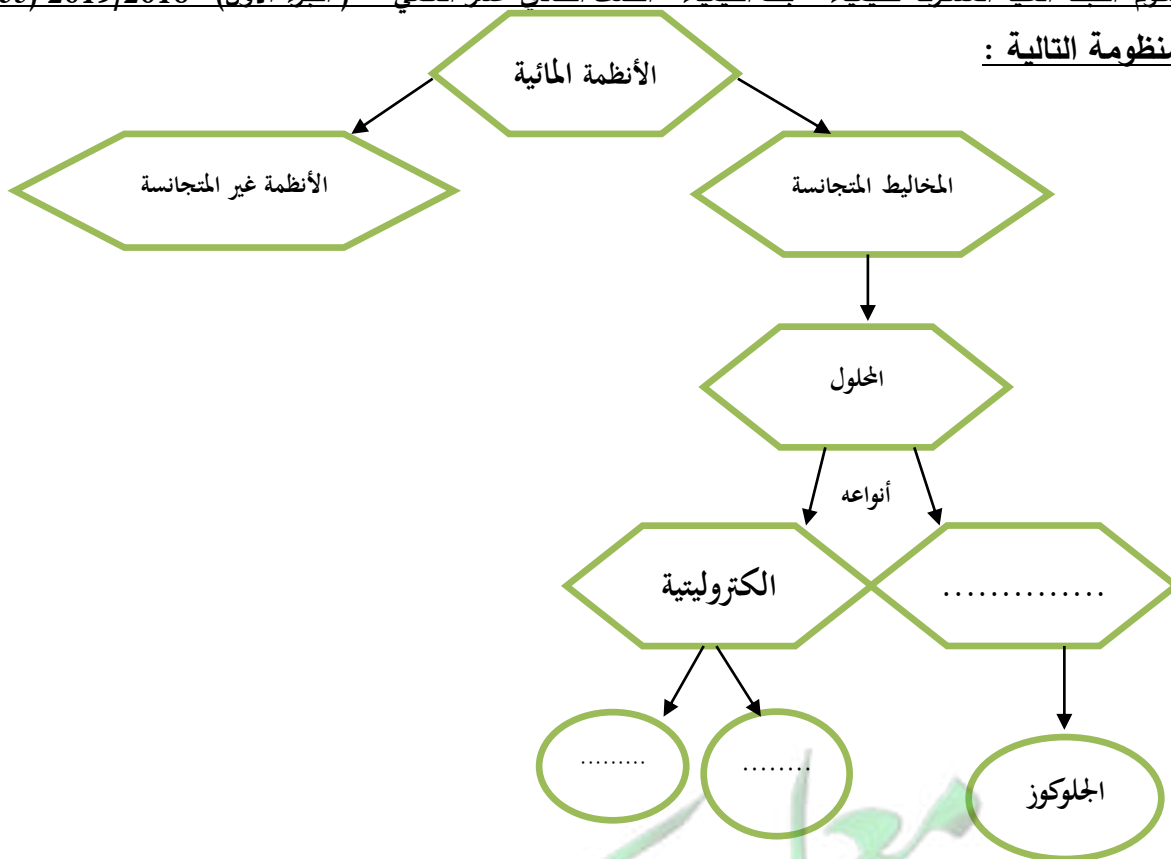 منظومة التالية :
الأنظمة المائية
المخاليط المتجانسة
الأنظمة غير المتجانسة
المحلول
أنواعه
..............
الكتروليتية
الجلوكوز
........
.........